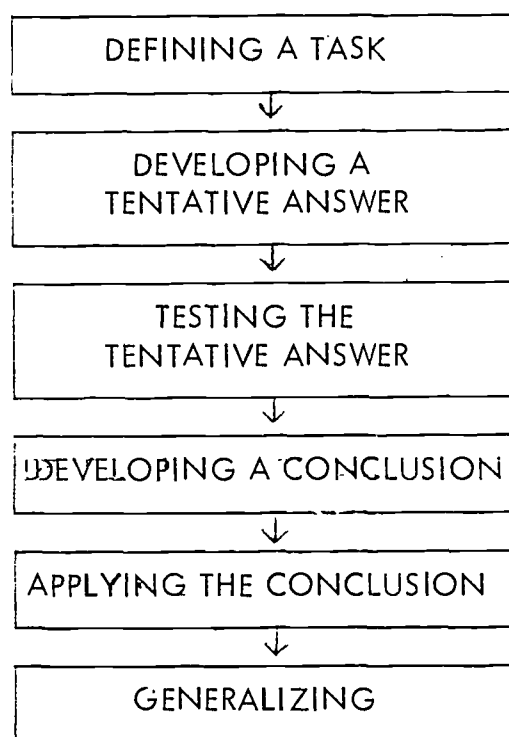 DEFINING A TASK
DEVELOPING A
TENTATIVE ANSWER
TESTING THE
TENTATIVE ANSWER
DEVELOPING A CONCLUSION
APPLYING THE CONCLUSION
GENERALIZING